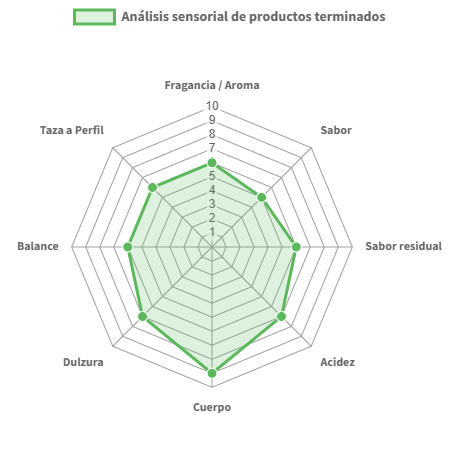 Análisis sensorial de productos terminados
Fragancia / Aroma
10
9
8
7
5
4
3
2
1
Taza a Perfil
Sabor
Balance
Sabor residual
Dulzura
Acidez
Cuerpo